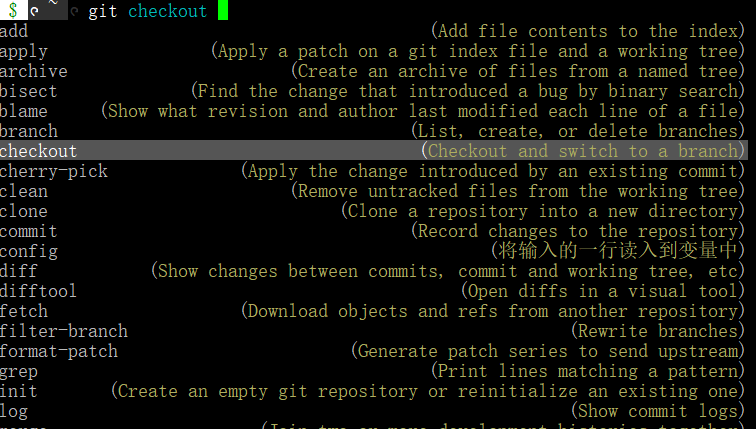 $ ~ git checkout
add (Add file contents to the index)
apply (Apply a patch on a git index file and a working tree)
archive (Create an archive of files from a named tree)
bisect (Find the change that introduced a bug by binary search)
blame (Show what revision and author last modified each line of a file)
branch (List, create, or delete branches)
checkout (Checkout and switch to a branch)
cherry-pick (Apply the change introduced by an existing commit)
clean (Remove untracked files from the working tree)
clone (Clone a repository into a new directory)
commit (Record changes to the repository)
config (将输入的一行读入到变量中)
diff (Show changes between commits, commit and working tree, etc)
difftool (Open diffs in a visual tool)
fetch (Download objects and refs from another repository)
filter-branch (Rewrite branches)
format-patch (Generate patch series to send upstream)
grep (Print lines matching a pattern)
init (Create an empty git repository or reinitialize an existing one)
log (Show commit logs)